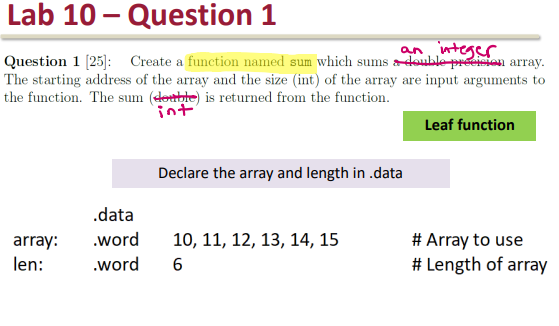 Lab 10 – Question 1
an integer
Question 1 [25]: Create a function named sum which sums a double precision array.
The starting address of the array and the size (int) of the array are input arguments to
the function. The sum (double) is returned from the function.
int
Leaf function
Declare the array and length in .data
.data
array: .word 10, 11, 12, 13, 14, 15 # Array to use
len: .word 6 # Length of array